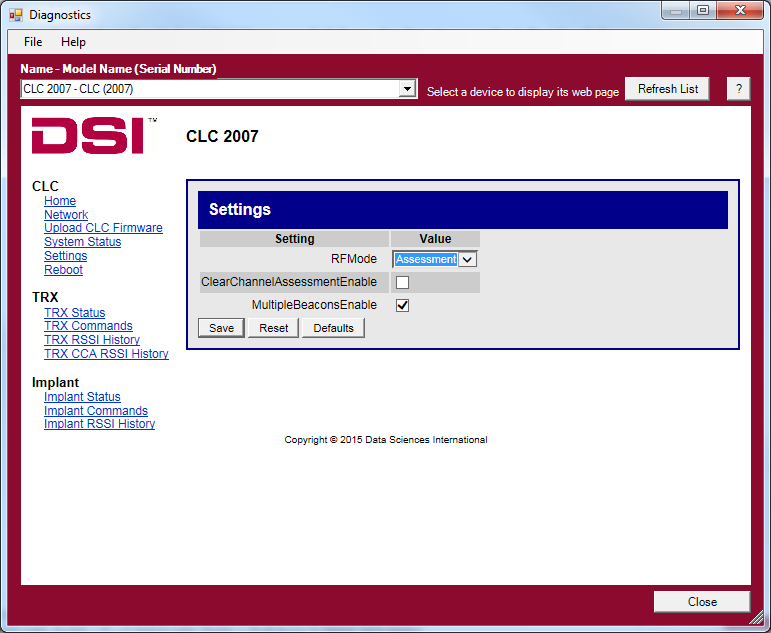 Diagnostics
File Help
Name - Model Name (Serial Number)
CLC 2007 - CLC (2007)
Select a device to display its web page
Refresh List
?
DSI™
CLC 2007
CLC
Home
Network
Upload CLC Firmware
System Status
Settings
Reboot
TRX
TRX Status
TRX Commands
TRX RSSI History
TRX CCA RSSI History
Implant
Implant Status
Implant Commands
Implant RSSI History
Settings
Setting Value
RFMode Assessment
ClearChannelAssessmentEnable
MultipleBeaconsEnable
Save Reset Defaults
Copyright © 2015 Data Sciences International
Close